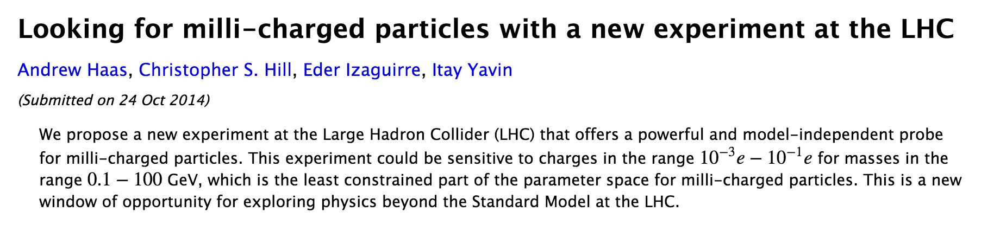 Looking for milli-charged particles with a new experiment at the LHC
Andrew Haas, Christopher S. Hill, Eder Izaguirre, Itay Yavin
(Submitted on 24 Oct 2014)
We propose a new experiment at the Large Hadron Collider (LHC) that offers a powerful and model-independent probe
for milli-charged particles. This experiment could be sensitive to charges in the range 10⁻³e – 10⁻¹e for masses in the
range 0.1 – 100 GeV, which is the least constrained part of the parameter space for milli-charged particles. This is a new
window of opportunity for exploring physics beyond the Standard Model at the LHC.